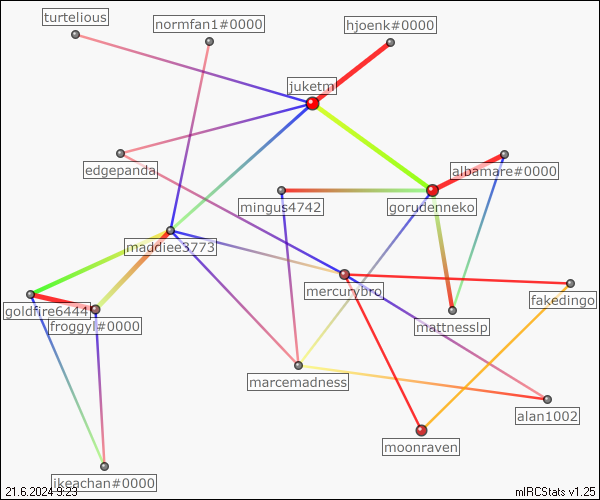 turtelious
normfan1#0000
hjoenk#0000
juketm
edgepanda
albamare#0000
mingus4742
gorudenneko
maddiee3773
mercurybro
goldfire6444
fakedingo
froggyl#0000
mattnesslp
marcemadness
alan1002
moonraven
ikeachan#0000
21.6.2024 9:23
mIRCStats v1.25